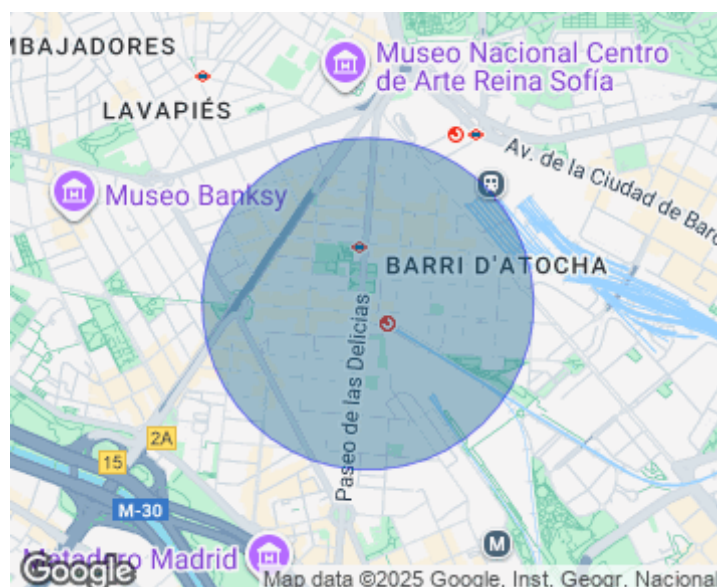 MBAJADORES
Museo Nacional Centro
de Arte Reina Sofía
LAVAPIÉS
Av. de la Ciudad de Barc
Museo Banksy
BARRI D'ATOCHA
Paseo de las Delicias
2A
15
M-30
M
Matadero Madrid
Google
Map data ©2025 Google, Inst. Geogr. Nacional